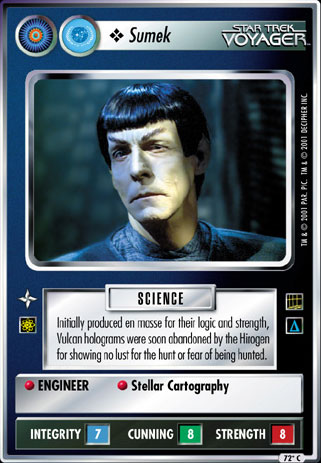 ❖ Sumek
STAR TREK
VOYAGER™
TM & © 2001 PAR. PIC. TM & © 2001 DECIPHER INC.
SCIENCE
Initially produced en masse for their logic and strength,
Vulcan holograms were soon abandoned by the Hirogen
for showing no lust for the hunt or fear of being hunted.
ENGINEER
Stellar Cartography
INTEGRITY 7 CUNNING 8 STRENGTH 8
72* C